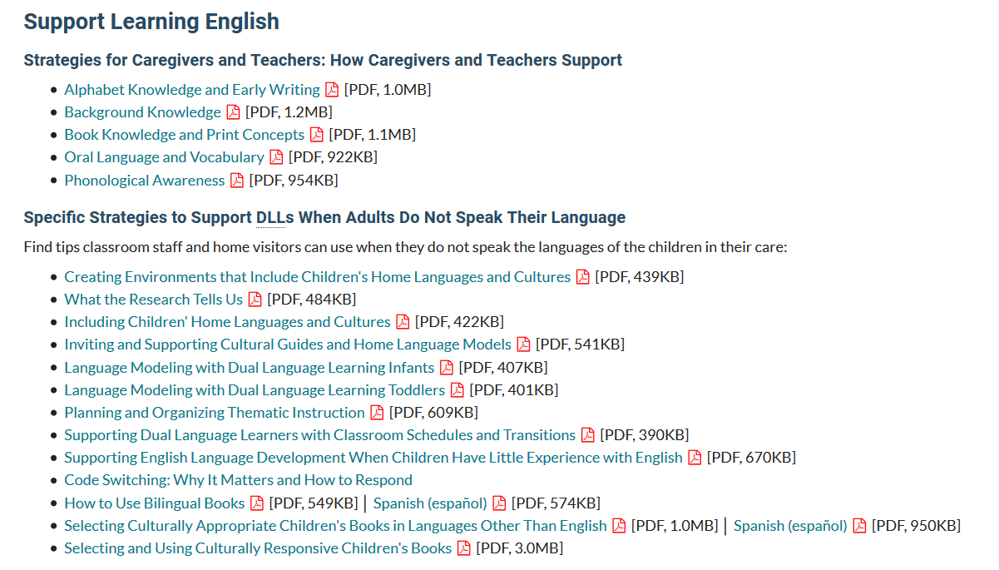 Support Learning English
Strategies for Caregivers and Teachers: How Caregivers and Teachers Support
• Alphabet Knowledge and Early Writing [PDF, 1.0MB]
• Background Knowledge [PDF, 1.2MB]
• Book Knowledge and Print Concepts [PDF, 1.1MB]
• Oral Language and Vocabulary [PDF, 922KB]
• Phonological Awareness [PDF, 954KB]
Specific Strategies to Support DLLs When Adults Do Not Speak Their Language
Find tips classroom staff and home visitors can use when they do not speak the languages of the children in their care:
• Creating Environments that Include Children's Home Languages and Cultures [PDF, 439KB]
• What the Research Tells Us [PDF, 484KB]
• Including Children' Home Languages and Cultures [PDF, 422KB]
• Inviting and Supporting Cultural Guides and Home Language Models [PDF, 541KB]
• Language Modeling with Dual Language Learning Infants [PDF, 407KB]
• Language Modeling with Dual Language Learning Toddlers [PDF, 401KB]
• Planning and Organizing Thematic Instruction [PDF, 609KB]
• Supporting Dual Language Learners with Classroom Schedules and Transitions [PDF, 390KB]
• Supporting English Language Development When Children Have Little Experience with English [PDF, 670KB]
• Code Switching: Why It Matters and How to Respond
• How to Use Bilingual Books [PDF, 549KB] | Spanish (español) [PDF, 574KB]
• Selecting Culturally Appropriate Children's Books in Languages Other Than English [PDF, 1.0MB] | Spanish (español) [PDF, 950KB]
• Selecting and Using Culturally Responsive Children's Books [PDF, 3.0MB]